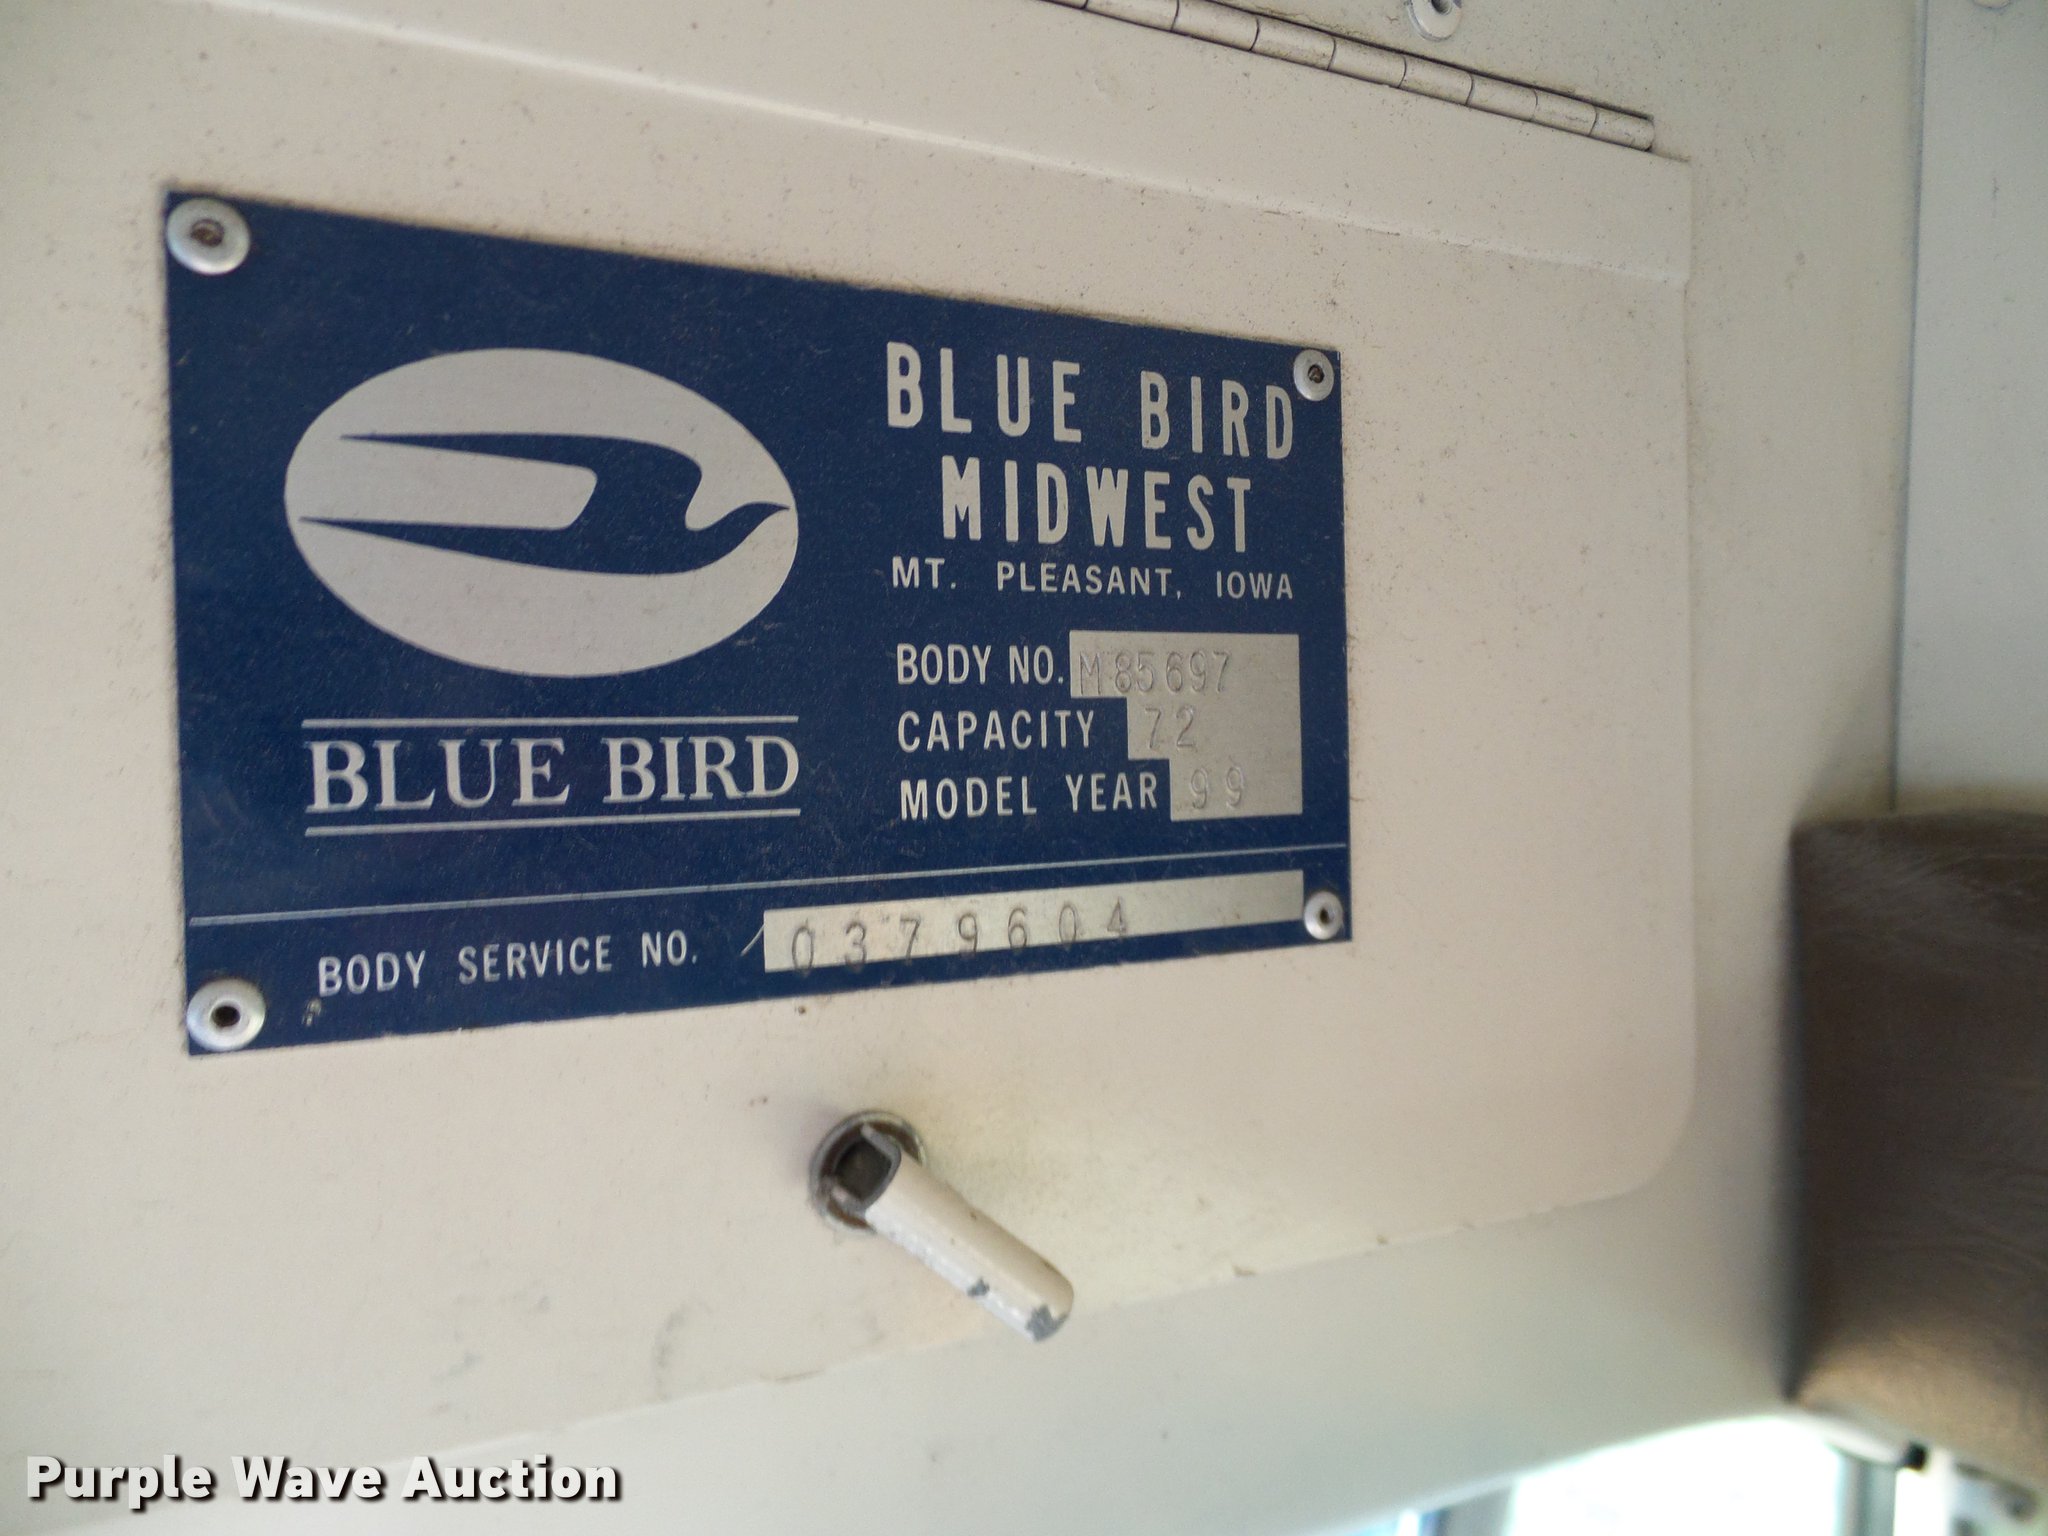 BLUE BIRD
MIDWEST
MT. PLEASANT, IOWA
BODY NO. M85697
CAPACITY 72
MODEL YEAR 99
BLUE BIRD
BODY SERVICE NO. 0379604
Purple Wave Auction